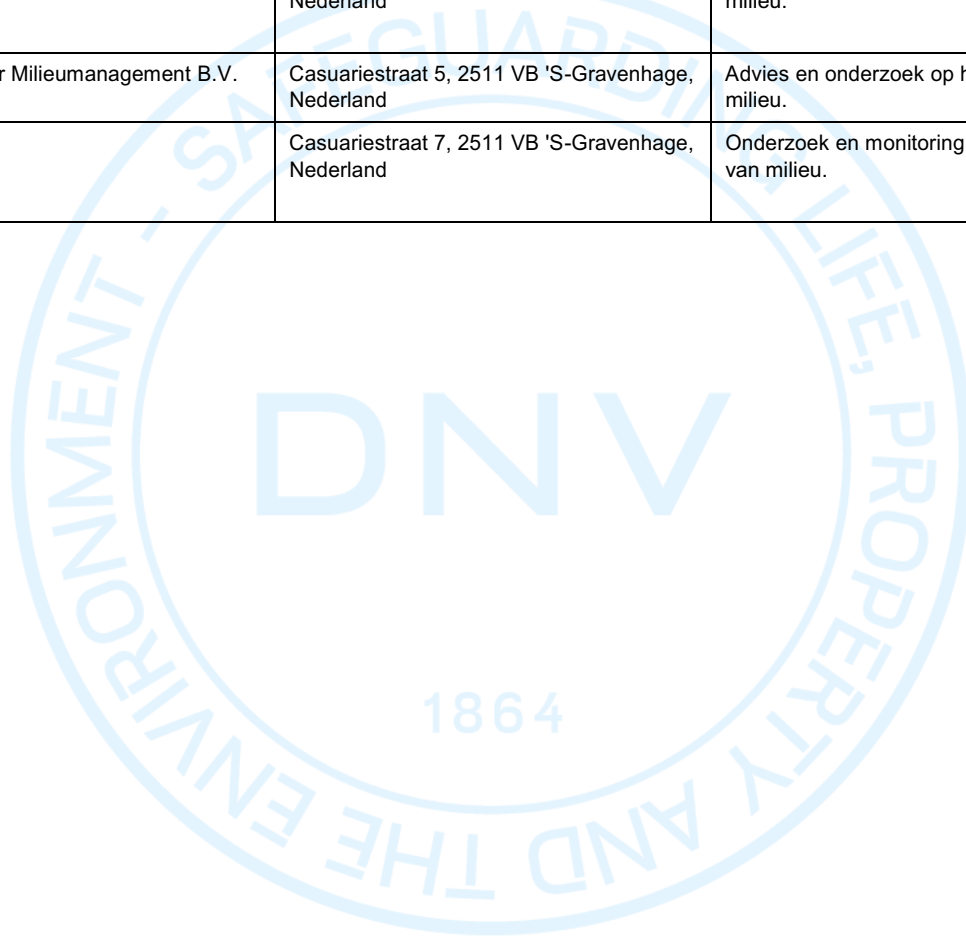 Nederland
milieu.
r Milieumanagement B.V.
Casuariestraat 5, 2511 VB 'S-Gravenhage,
Nederland
Advies en onderzoek op h
milieu.
Casuariestraat 7, 2511 VB 'S-Gravenhage,
Nederland
Onderzoek en monitoring
van milieu.
SAFEGUARDING LIFE, PROPERTY AND THE ENVIRONMENT –
DNV
1864